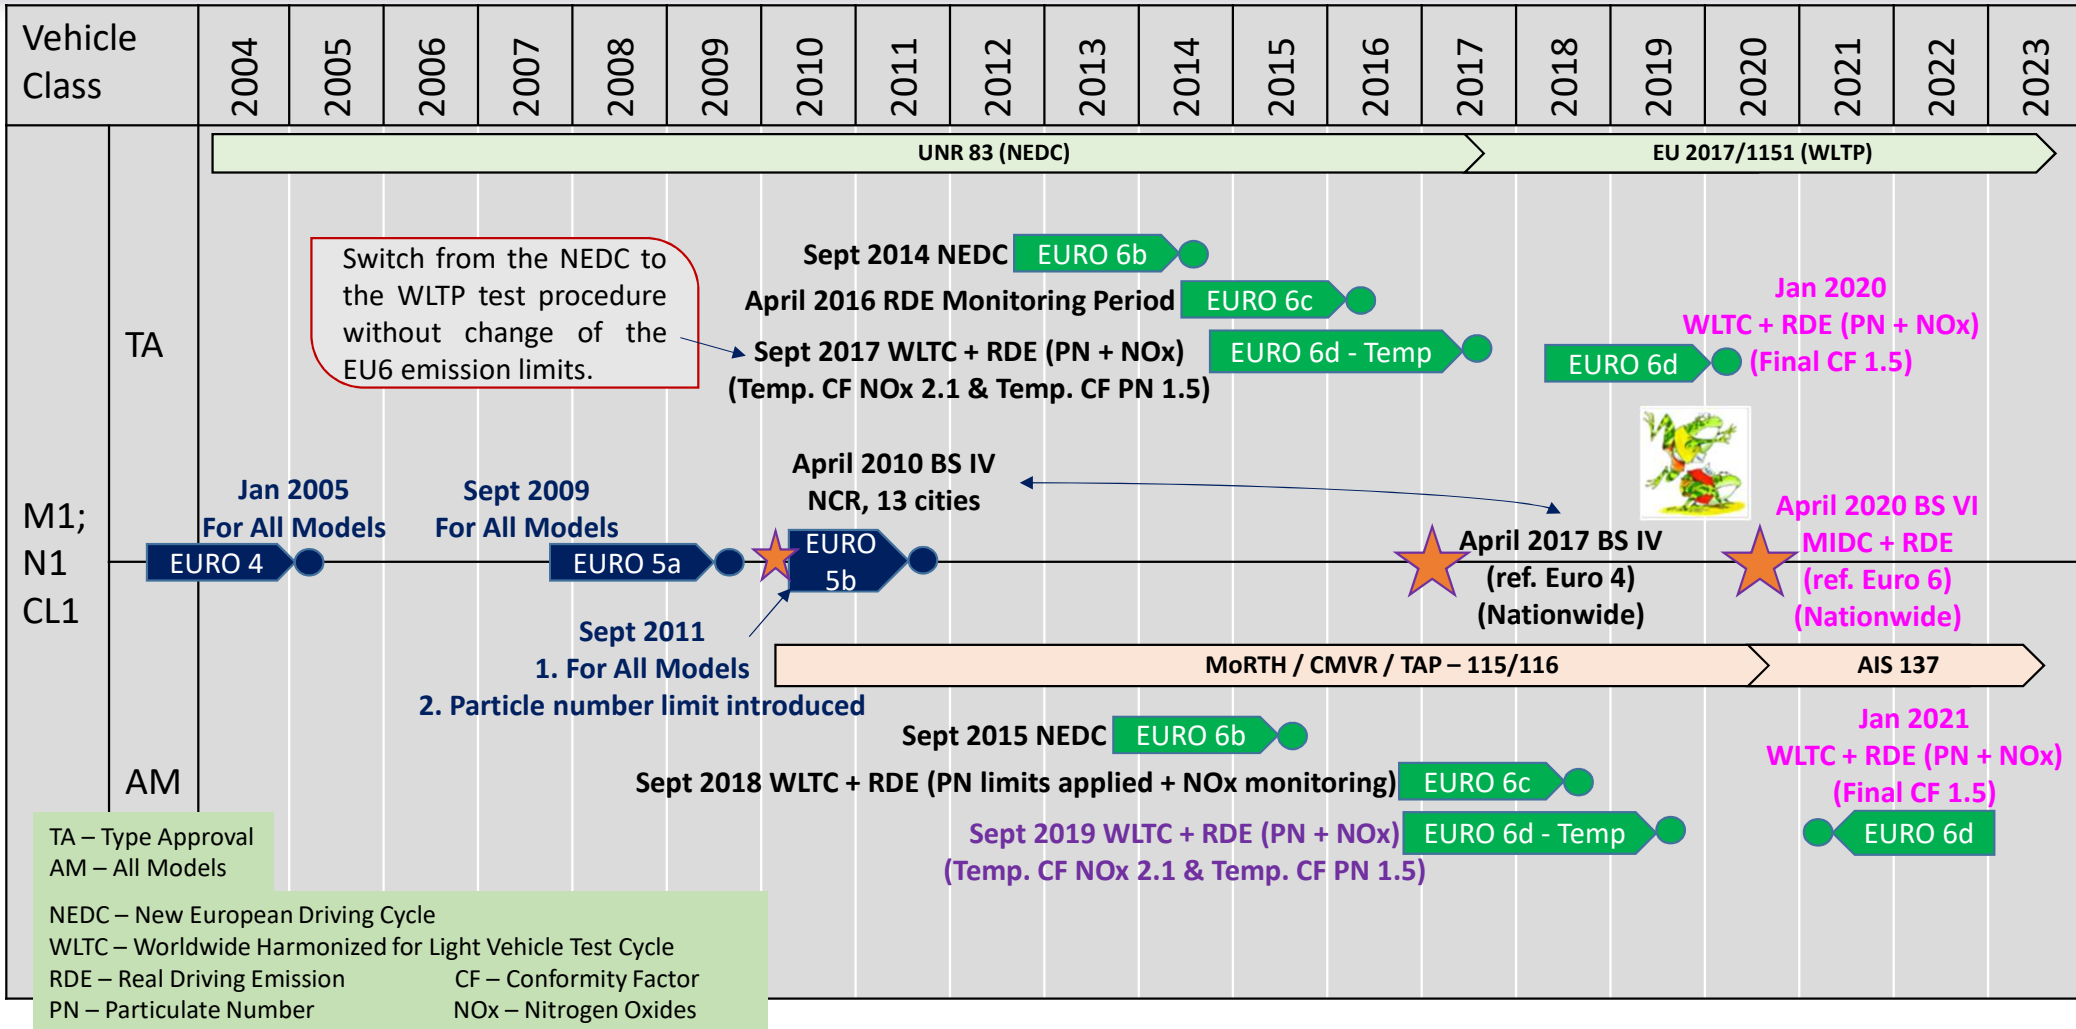 Vehicle
Class
2004
2005
2006
2007
2008
2009
2010
2011
2012
2013
2014
2015
2016
2017
2018
2019
2020
2021
2022
2023
UNR 83 (NEDC)
EU 2017/1151 (WLTP)
M1;
N1
CL1
TA
Switch from the NEDC to
the WLTP test procedure
without change of the
EU6 emission limits.
Sept 2014 NEDC
EURO 6b
April 2016 RDE Monitoring Period
EURO 6c
Sept 2017 WLTC + RDE (PN + NOx)
(Temp. CF NOx 2.1 & Temp. CF PN 1.5)
EURO 6d - Temp
EURO 6d
Jan 2020
WLTC + RDE (PN + NOx)
(Final CF 1.5)
Jan 2005
For All Models
EURO 4
Sept 2009
For All Models
EURO 5a
April 2010 BS IV
NCR, 13 cities
EURO
5b
April 2017 BS IV
(ref. Euro 4)
(Nationwide)
April 2020 BS VI
MIDC + RDE
(ref. Euro 6)
(Nationwide)
Sept 2011
1. For All Models
2. Particle number limit introduced
MoRTH / CMVR / TAP – 115/116
AIS 137
AM
Sept 2015 NEDC
EURO 6b
Sept 2018 WLTC + RDE (PN limits applied + NOx monitoring)
EURO 6c
Sept 2019 WLTC + RDE (PN + NOx)
(Temp. CF NOx 2.1 & Temp. CF PN 1.5)
EURO 6d - Temp
Jan 2021
WLTC + RDE (PN + NOx)
(Final CF 1.5)
EURO 6d
TA – Type Approval
AM – All Models
NEDC – New European Driving Cycle
WLTC – Worldwide Harmonized for Light Vehicle Test Cycle
RDE – Real Driving Emission CF – Conformity Factor
PN – Particulate Number NOx – Nitrogen Oxides